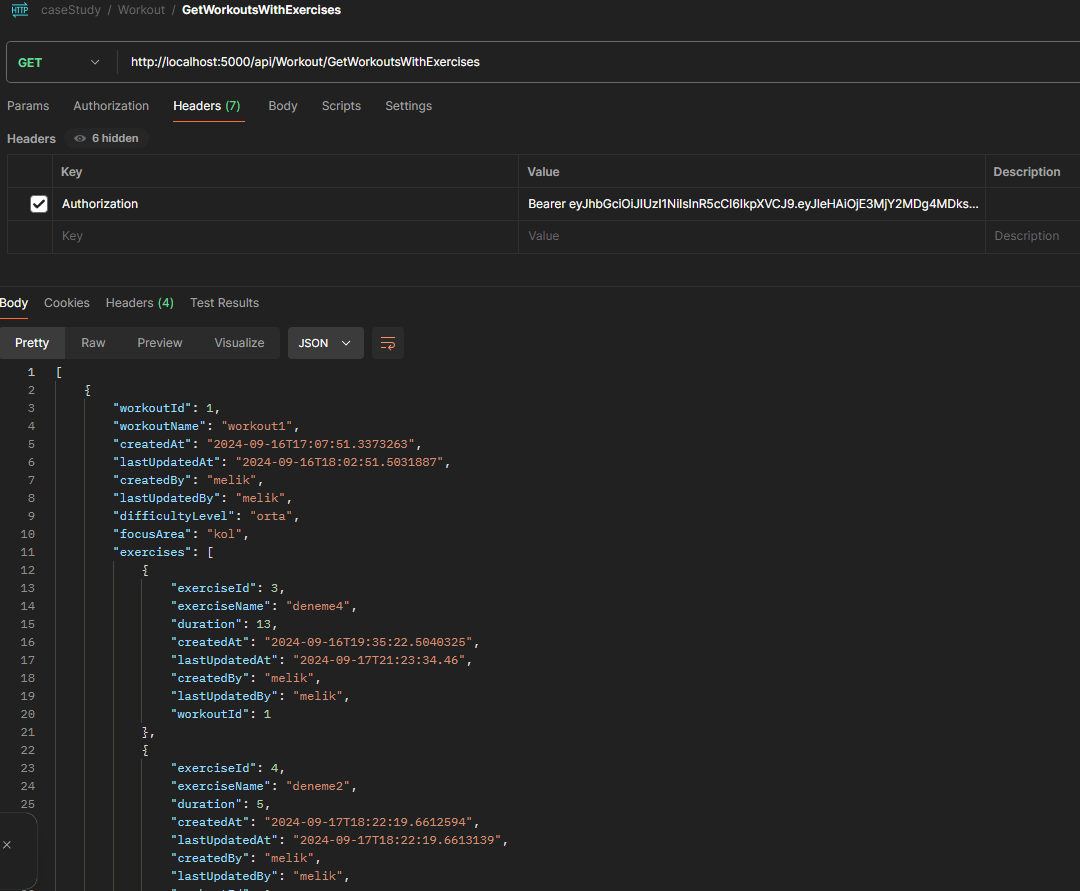 HTTP caseStudy / Workout / GetWorkoutsWithExercises
GET http://localhost:5000/api/Workout/GetWorkoutsWithExercises
Params Authorization Headers (7) Body Scripts Settings
Headers 6 hidden
Key Value Description
Authorization Bearer eyJhbGciOiJIUzI1NiIsInR5cCI6IkpXVCJ9.eyJleHAiOjE3MjY2MDg4MDks...
Key Value Description
Body Cookies Headers (4) Test Results
Pretty Raw Preview Visualize JSON
1 [
2 {
3 "workoutId": 1,
4 "workoutName": "workout1",
5 "createdAt": "2024-09-16T17:07:51.3373263",
6 "lastUpdatedAt": "2024-09-16T18:02:51.5031887",
7 "createdBy": "melik",
8 "lastUpdatedBy": "melik",
9 "difficultyLevel": "orta",
10 "focusArea": "kol",
11 "exercises": [
12 {
13 "exerciseId": 3,
14 "exerciseName": "deneme4",
15 "duration": 13,
16 "createdAt": "2024-09-16T19:35:22.5040325",
17 "lastUpdatedAt": "2024-09-17T21:23:34.46",
18 "createdBy": "melik",
19 "lastUpdatedBy": "melik",
20 "workoutId": 1
21 },
22 {
23 "exerciseId": 4,
24 "exerciseName": "deneme2",
25 "duration": 5,
"createdAt": "2024-09-17T18:22:19.6612594",
"lastUpdatedAt": "2024-09-17T18:22:19.6613139",
"createdBy": "melik",
"lastUpdatedBy": "melik",